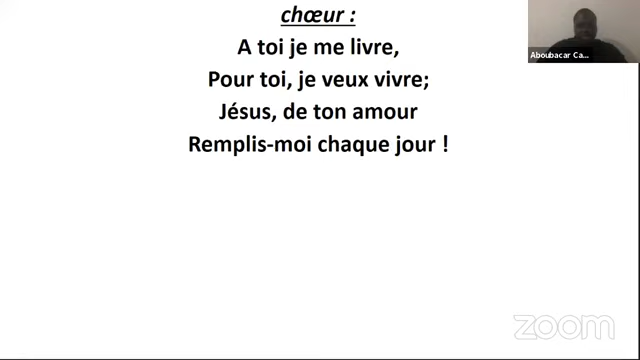 chœur :
A toi je me livre,
Pour toi, je veux vivre;
Jésus, de ton amour
Remplis-moi chaque jour !
Aboubacar Ca...
zoom